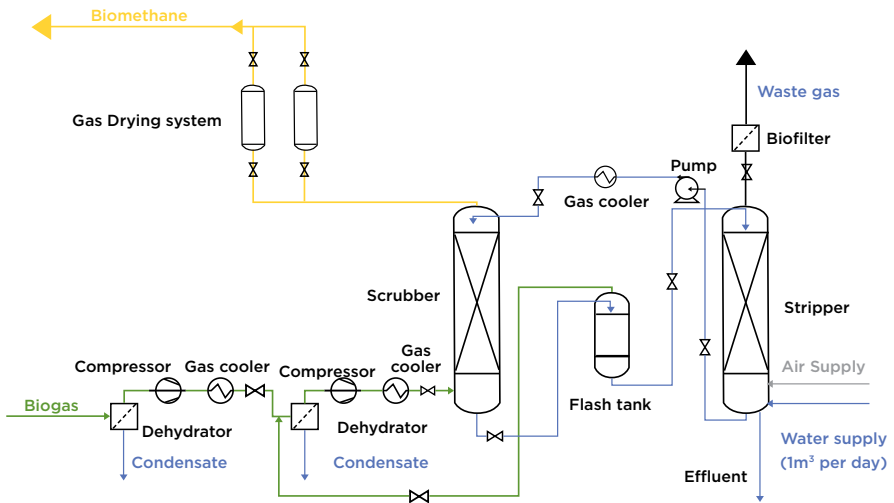 Biomethane
Waste gas
Gas Drying system
Biofilter
Pump
Gas cooler
Scrubber
Stripper
Gas
cooler
Compressor
Gas cooler
Compressor
Air Supply
Biogas
Flash tank
Dehydrator
Dehydrator
Water supply
(1m³ per day)
Condensate
Condensate
Effluent